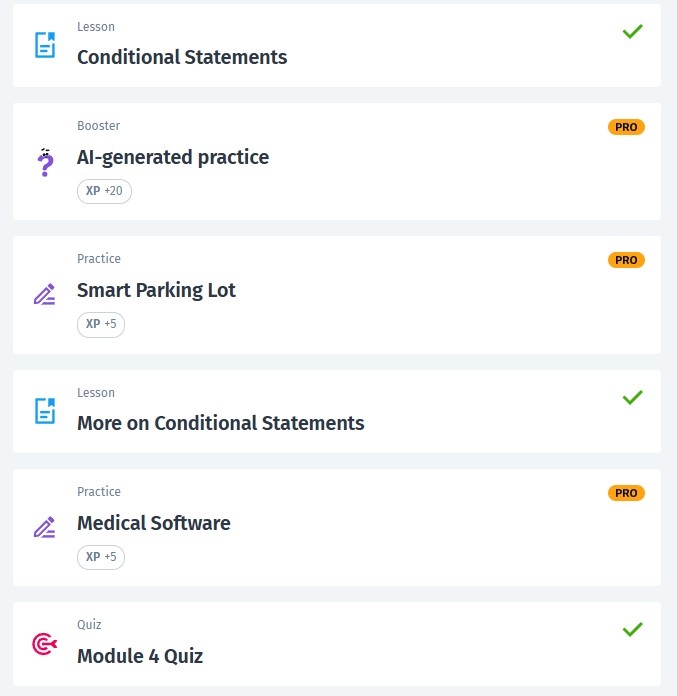 Lesson
Conditional Statements
Booster
PRO
AI-generated practice
XP +20
Practice
PRO
Smart Parking Lot
XP +5
Lesson
More on Conditional Statements
Practice
PRO
Medical Software
XP +5
Quiz
Module 4 Quiz